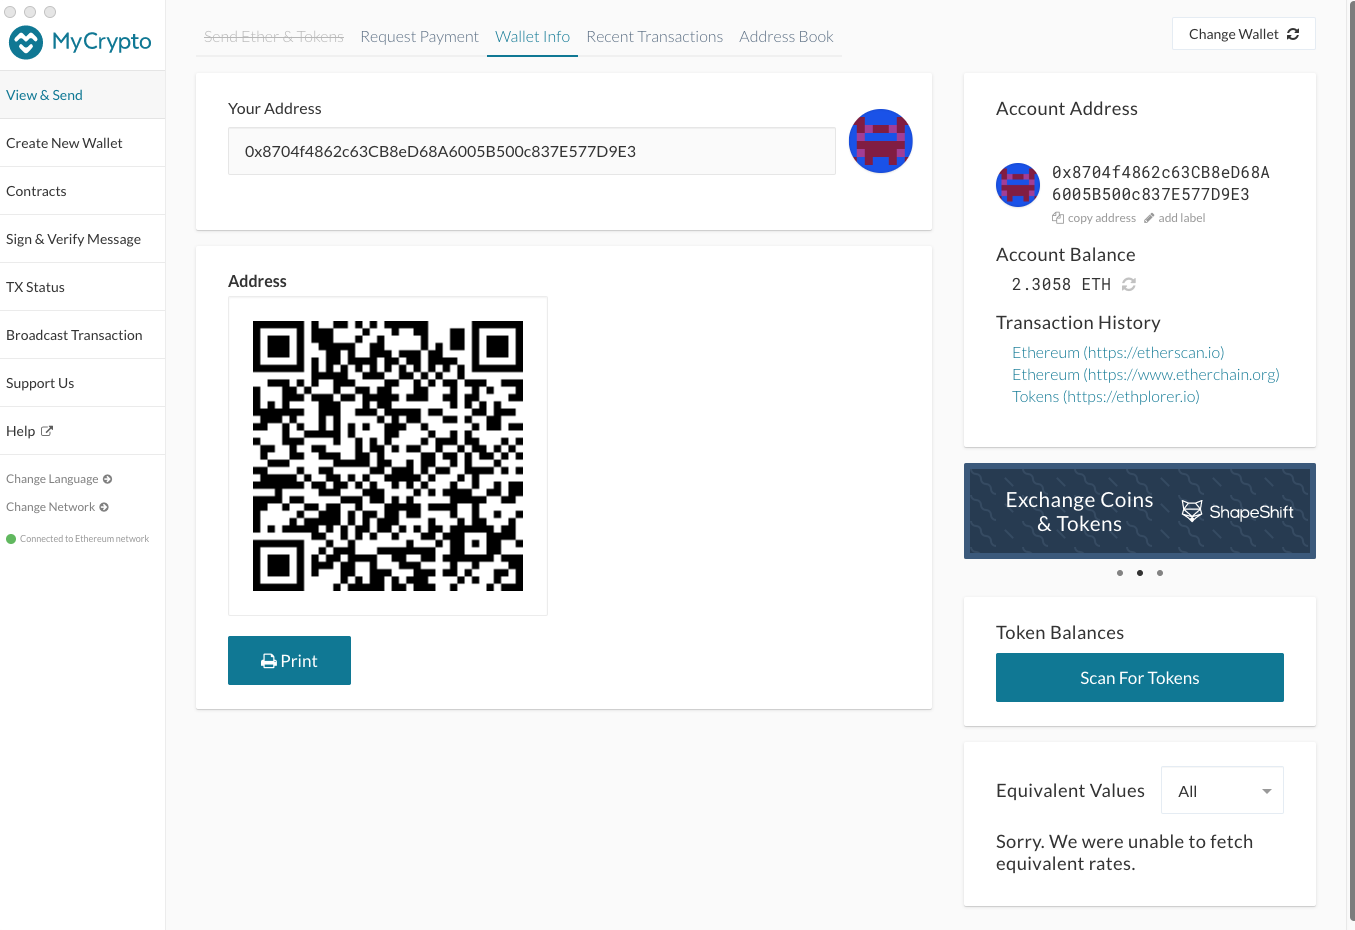 MyCrypto
View & Send
Create New Wallet
Contracts
Sign & Verify Message
TX Status
Broadcast Transaction
Support Us
Help
Change Language
Change Network
Connected to Ethereum network
Send Ether & Tokens
Request Payment
Wallet Info
Recent Transactions
Address Book
Change Wallet
Your Address
0x8704f4862c63CB8eD68A6005B500c837E577D9E3
Address
Print
Account Address
0x8704f4862c63CB8eD68A
6005B500c837E577D9E3
copy address
add label
Account Balance
2.3058 ETH
Transaction History
Ethereum (https://etherscan.io)
Ethereum (https://www.etherchain.org)
Tokens (https://ethplorer.io)
Exchange Coins
& Tokens
ShapeShift
Token Balances
Scan For Tokens
Equivalent Values
All
Sorry. We were unable to fetch
equivalent rates.